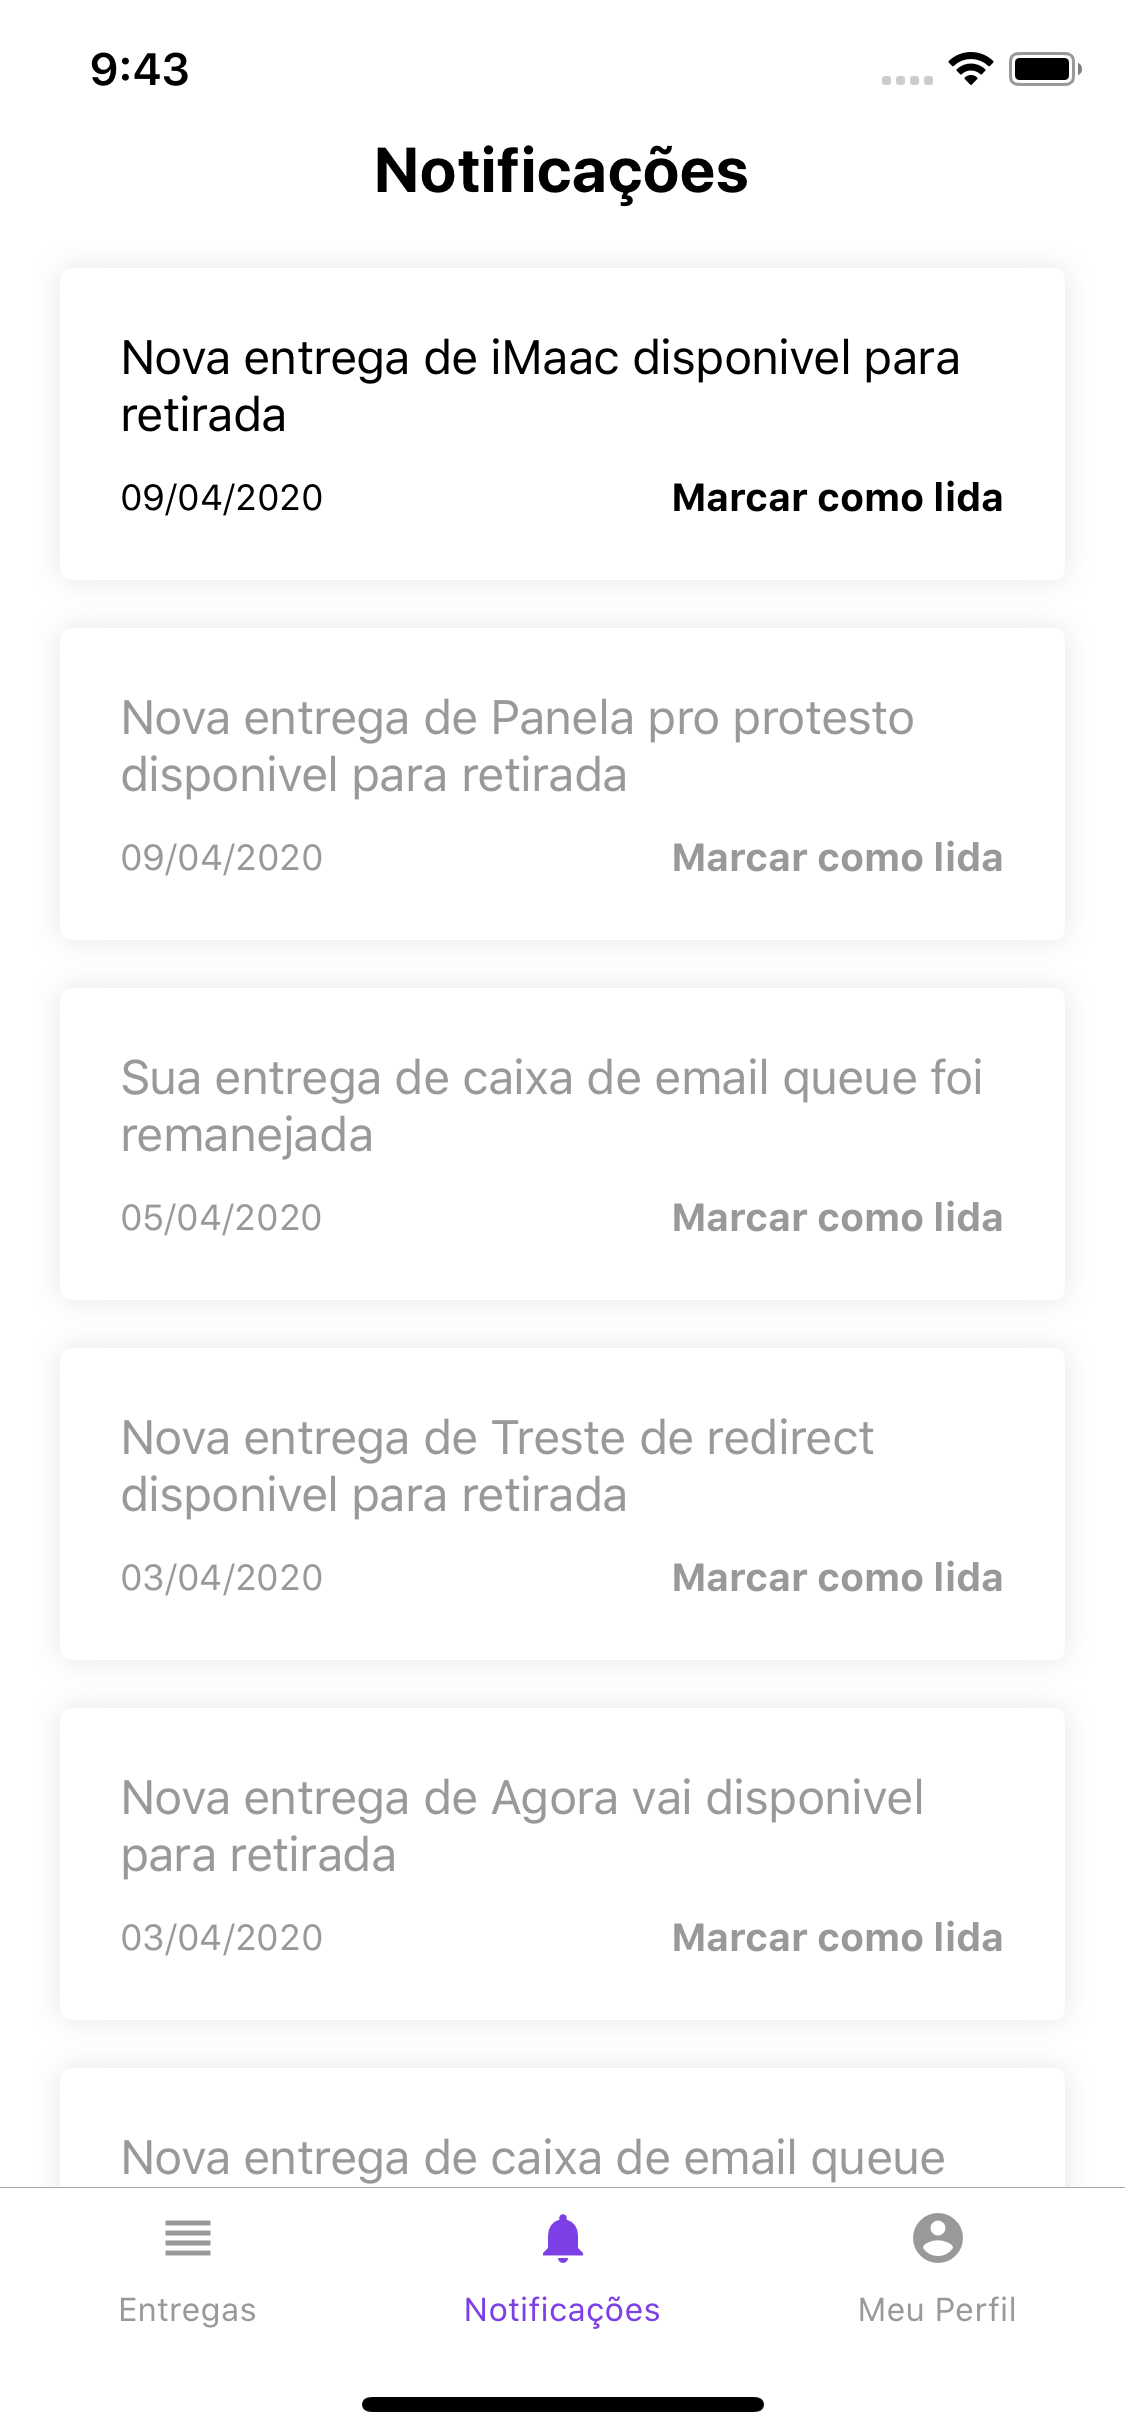 9:43
Notificações
Nova entrega de iMaac disponivel para
retirada
09/04/2020 Marcar como lida
Nova entrega de Panela pro protesto
disponivel para retirada
09/04/2020 Marcar como lida
Sua entrega de caixa de email queue foi
remanejada
05/04/2020 Marcar como lida
Nova entrega de Treste de redirect
disponivel para retirada
03/04/2020 Marcar como lida
Nova entrega de Agora vai disponivel
para retirada
03/04/2020 Marcar como lida
Nova entrega de caixa de email queue
Entregas Notificações Meu Perfil